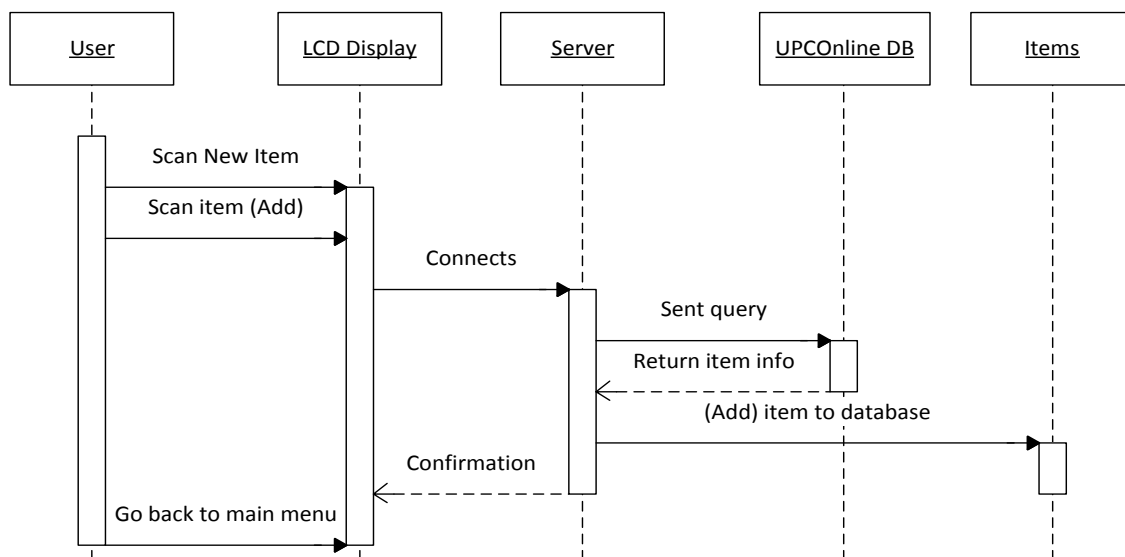 User
LCD Display
Server
UPCOnline DB
Items
Scan New Item
Scan item (Add)
Connects
Sent query
Return item info
(Add) item to database
Confirmation
Go back to main menu